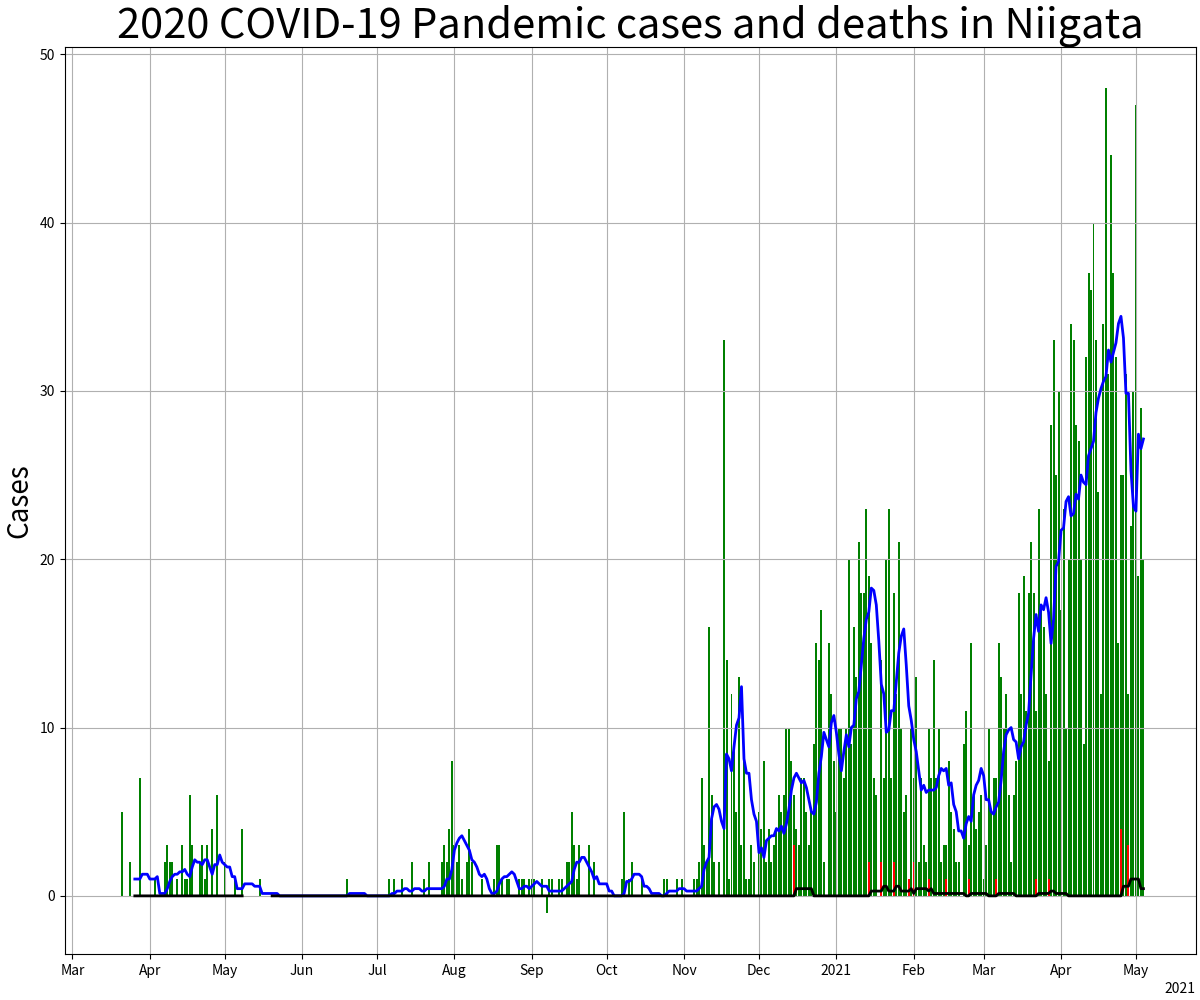 2020 COVID-19 Pandemic cases and deaths in Niigata
50
40
30
20
10
0
Cases
Mar Apr May Jun Jul Aug Sep Oct Nov Dec 2021 Feb Mar Apr May
2021